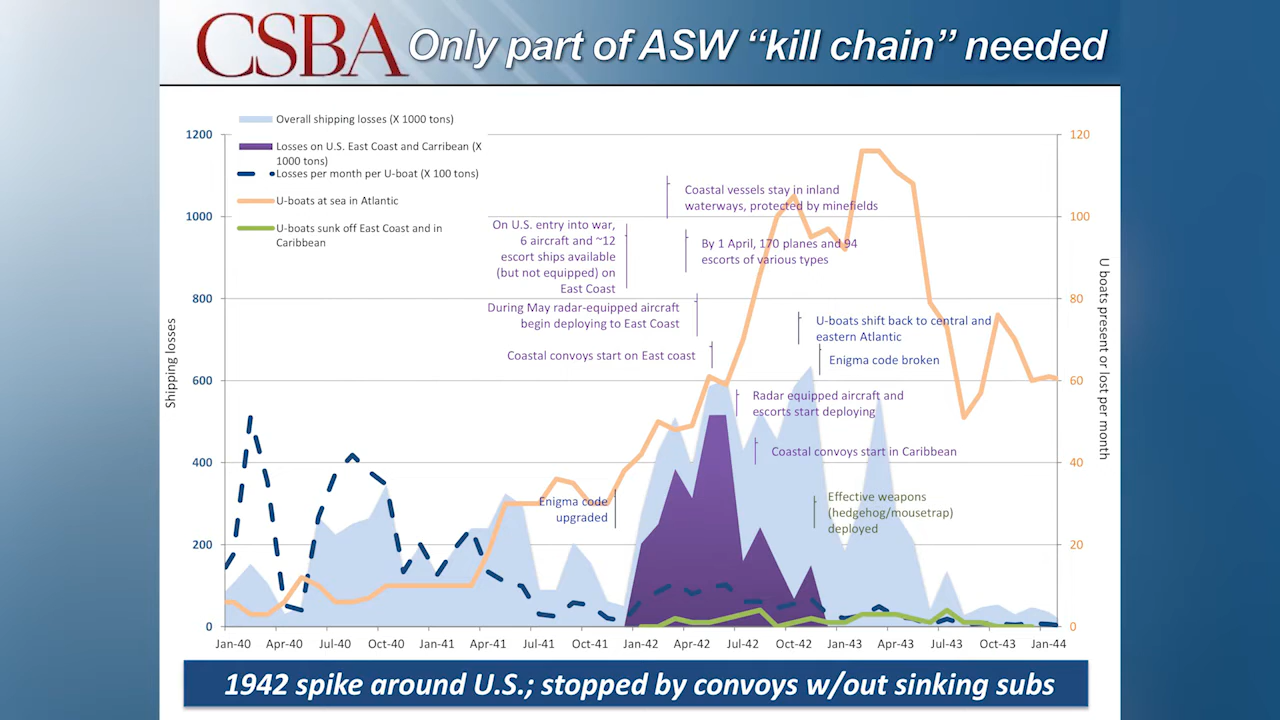 CSBA
Only part of ASW “kill chain” needed
Overall shipping losses (X 1000 tons)
Losses on U.S. East Coast and Carribean (X
1000 tons)
Losses per month per U-boat (X 100 tons)
U-boats at sea in Atlantic
U-boats sunk off East Coast and in
Caribbean
1200
1000
800
600
400
200
0
Shipping losses
120
100
80
60
40
20
0
U boats present or lost per
month
Coastal vessels stay in inland
waterways, protected by minefields
On U.S. entry into war,
6 aircraft and ~12
escort ships available
(but not equipped) on
East Coast
By 1 April, 170 planes and 94
escorts of various types
During May radar-equipped aircraft
begin deploying to East Coast
U-boats shift back to central and
eastern Atlantic
Coastal convoys start on East coast
Enigma code broken
Radar equipped aircraft and
escorts start deploying
Coastal convoys start in Caribbean
Enigma code
upgraded
Effective weapons
(hedgehog/mousetrap)
deployed
Jan-40 Apr-40 Jul-40 Oct-40 Jan-41 Apr-41 Jul-41 Oct-41 Jan-42 Apr-42 Jul-42 Oct-42 Jan-43 Apr-43 Jul-43 Oct-43 Jan-44
1942 spike around U.S.; stopped by convoys w/out sinking subs